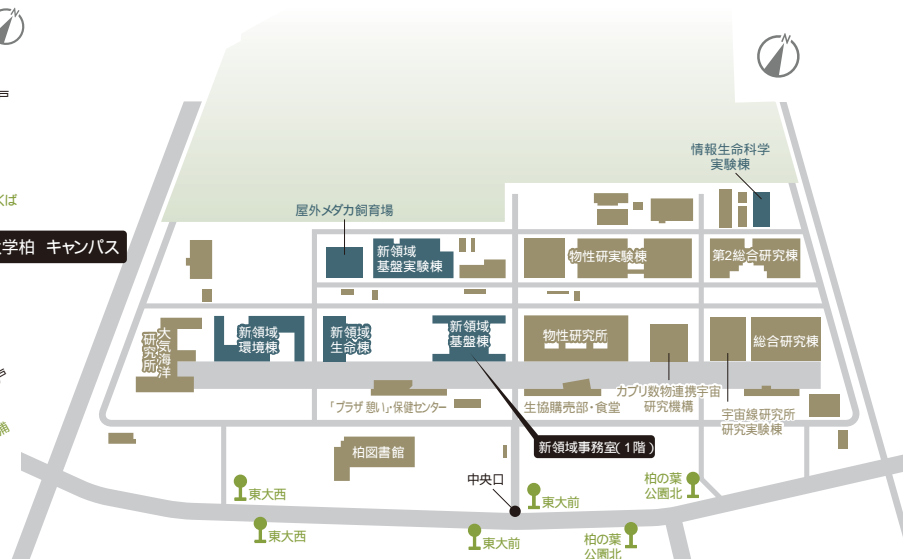 N
N
くば
学柏 キャンパス
情報生命科学
実験棟
屋外メダカ飼育場
新領域
基盤実験棟
物性研実験棟
第2総合研究棟
大気海洋
研究所
新領域
環境棟
新領域
生命棟
新領域
基盤棟
物性研究所
総合研究棟
「プラザ 憩い」・保健センター
生協購売部・食堂
カブリ数物連携宇宙
研究機構
宇宙線研究所
研究実験棟
新領域事務室(1階)
柏図書館
中央口
東大西
東大西
東大前
東大前
柏の葉
公園北
柏の葉
公園北